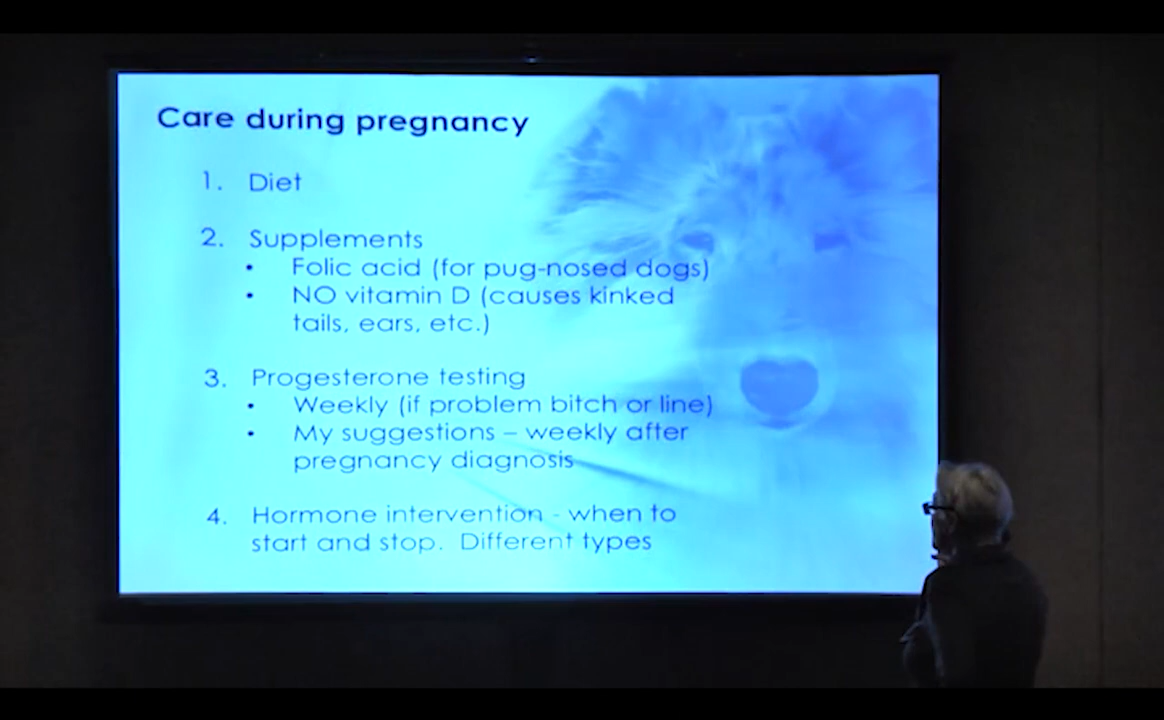 Care during pregnancy
1. Diet
2. Supplements
• Folic acid (for pug-nosed dogs)
• NO vitamin D (causes kinked
tails, ears, etc.)
3. Progesterone testing
• Weekly (if problem bitch or line)
• My suggestions – weekly after
pregnancy diagnosis
4. Hormone intervention - when to
start and stop. Different types